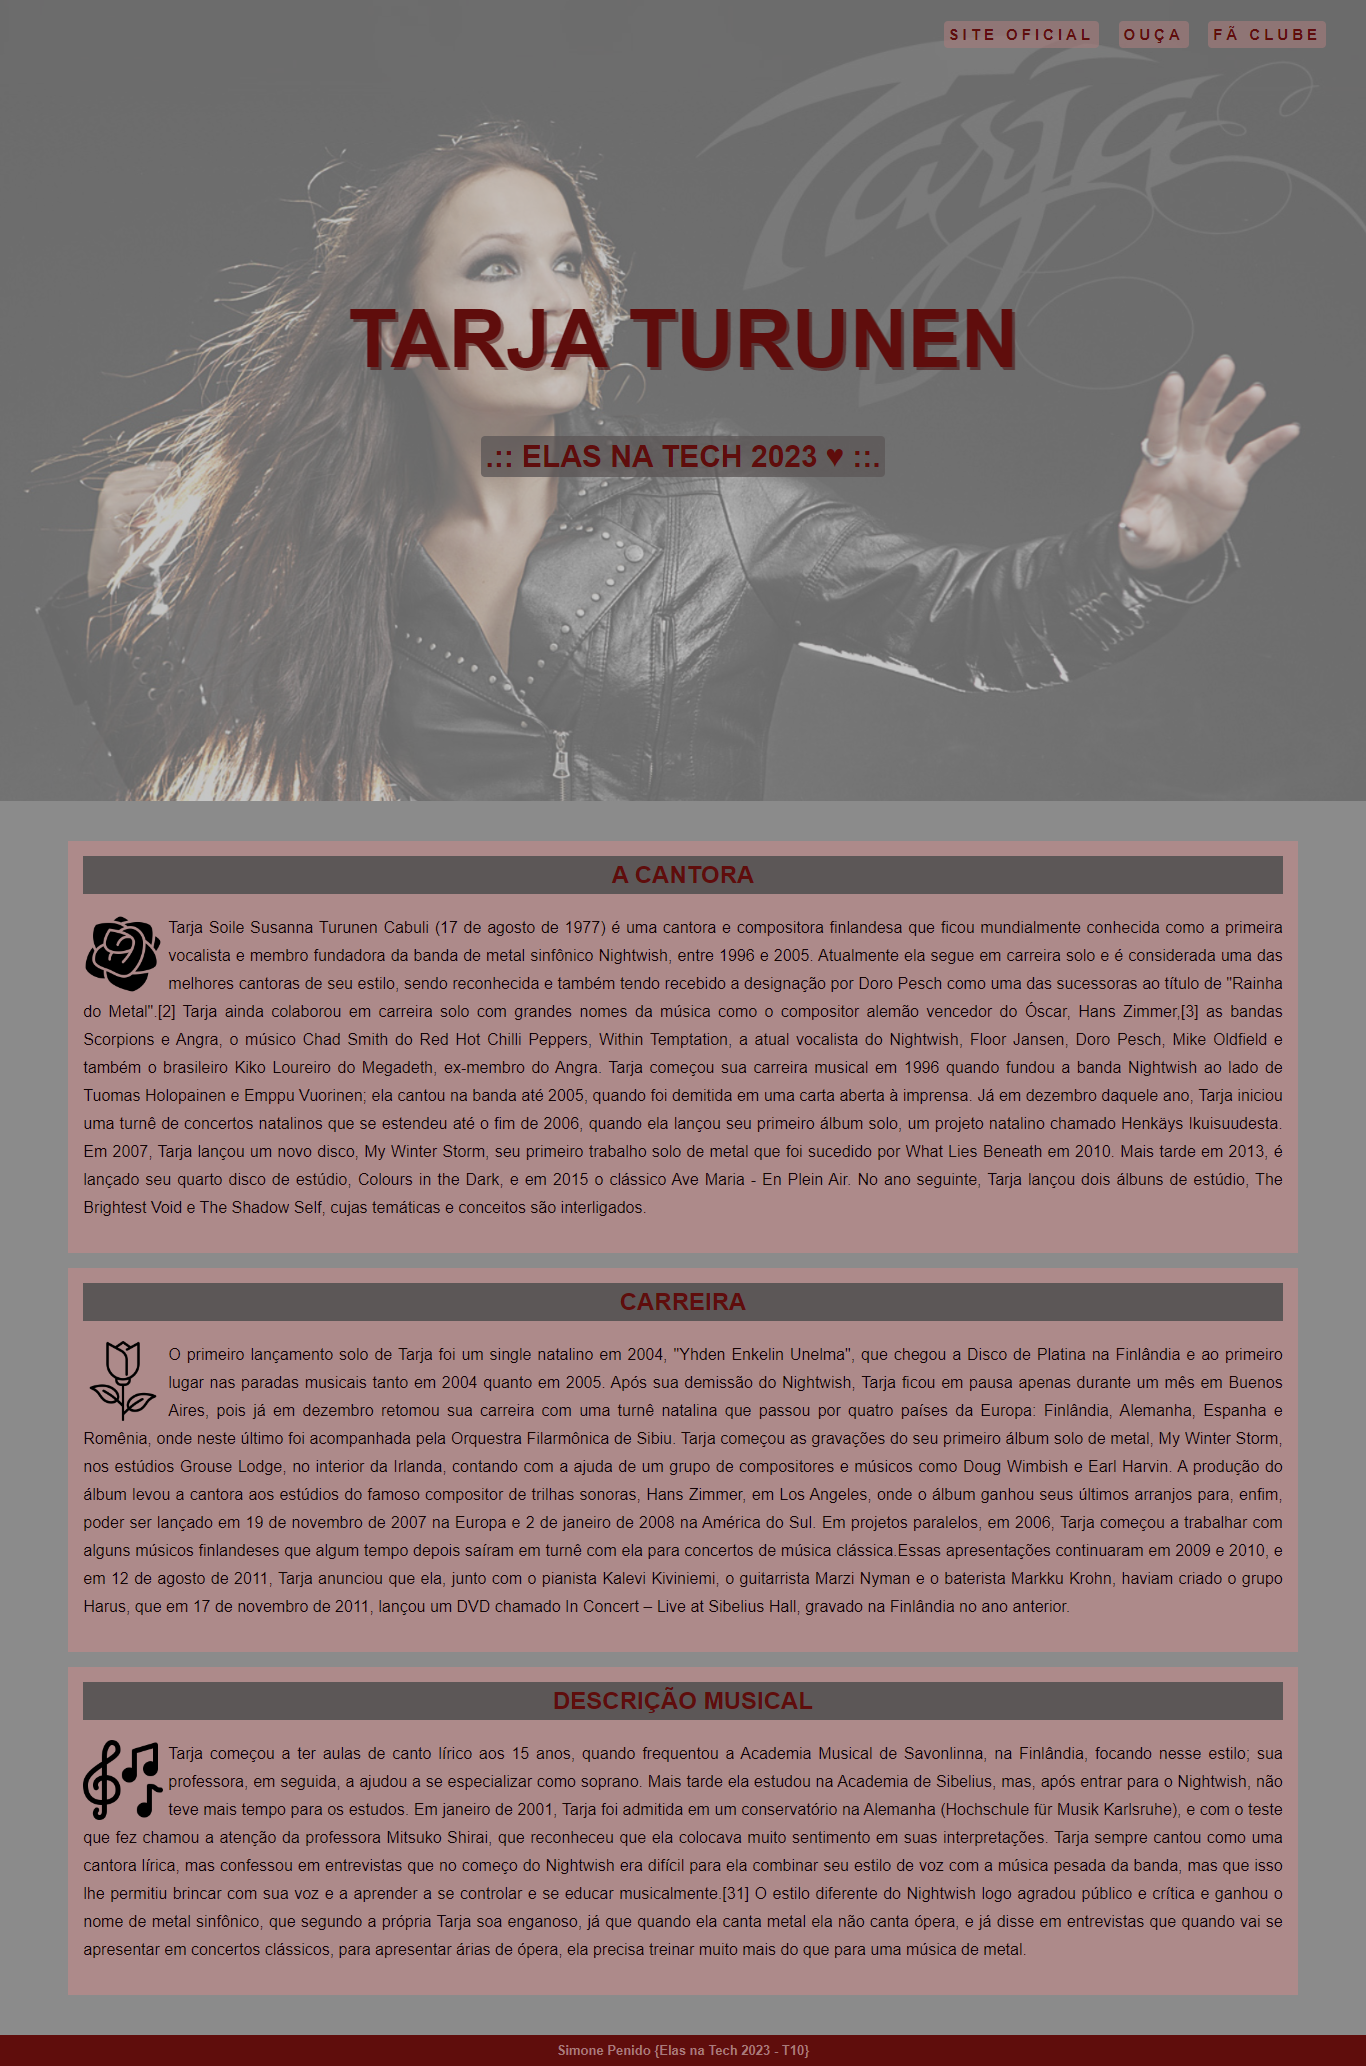 SITE OFICIAL OUÇA FÃ CLUBE
Tarja
TARJA TURUNEN
.:: ELAS NA TECH 2023 ♥ ::.
A CANTORA
Tarja Soile Susanna Turunen Cabuli (17 de agosto de 1977) é uma cantora e compositora finlandesa que ficou mundialmente conhecida como a primeira
vocalista e membro fundadora da banda de metal sinfônico Nightwish, entre 1996 e 2005. Atualmente ela segue em carreira solo e é considerada uma das
melhores cantoras de seu estilo, sendo reconhecida e também tendo recebido a designação por Doro Pesch como uma das sucessoras ao título de "Rainha
do Metal".[2] Tarja ainda colaborou em carreira solo com grandes nomes da música como o compositor alemão vencedor do Óscar, Hans Zimmer,[3] as bandas
Scorpions e Angra, o músico Chad Smith do Red Hot Chilli Peppers, Within Temptation, a atual vocalista do Nightwish, Floor Jansen, Doro Pesch, Mike Oldfield e
também o brasileiro Kiko Loureiro do Megadeth, ex-membro do Angra. Tarja começou sua carreira musical em 1996 quando fundou a banda Nightwish ao lado de
Tuomas Holopainen e Emppu Vuorinen; ela cantou na banda até 2005, quando foi demitida em uma carta aberta à imprensa. Já em dezembro daquele ano, Tarja iniciou
uma turnê de concertos natalinos que se estendeu até o fim de 2006, quando ela lançou seu primeiro álbum solo, um projeto natalino chamado Henkäys Ikuisuudesta.
Em 2007, Tarja lançou um novo disco, My Winter Storm, seu primeiro trabalho solo de metal que foi sucedido por What Lies Beneath em 2010. Mais tarde em 2013, é
lançado seu quarto disco de estúdio, Colours in the Dark, e em 2015 o clássico Ave Maria - En Plein Air. No ano seguinte, Tarja lançou dois álbuns de estúdio, The
Brightest Void e The Shadow Self, cujas temáticas e conceitos são interligados.
CARREIRA
O primeiro lançamento solo de Tarja foi um single natalino em 2004, "Yhden Enkelin Unelma", que chegou a Disco de Platina na Finlândia e ao primeiro
lugar nas paradas musicais tanto em 2004 quanto em 2005. Após sua demissão do Nightwish, Tarja ficou em pausa apenas durante um mês em Buenos
Aires, pois já em dezembro retomou sua carreira com uma turnê natalina que passou por quatro países da Europa: Finlândia, Alemanha, Espanha e
Romênia, onde neste último foi acompanhada pela Orquestra Filarmônica de Sibiu. Tarja começou as gravações do seu primeiro álbum solo de metal, My Winter Storm,
nos estúdios Grouse Lodge, no interior da Irlanda, contando com a ajuda de um grupo de compositores e músicos como Doug Wimbish e Earl Harvin. A produção do
álbum levou a cantora aos estúdios do famoso compositor de trilhas sonoras, Hans Zimmer, em Los Angeles, onde o álbum ganhou seus últimos arranjos para, enfim,
poder ser lançado em 19 de novembro de 2007 na Europa e 2 de janeiro de 2008 na América do Sul. Em projetos paralelos, em 2006, Tarja começou a trabalhar com
alguns músicos finlandeses que algum tempo depois saíram em turnê com ela para concertos de música clássica.Essas apresentações continuaram em 2009 e 2010, e
em 12 de agosto de 2011, Tarja anunciou que ela, junto com o pianista Kalevi Kiviniemi, o guitarrista Marzi Nyman e o baterista Markku Krohn, haviam criado o grupo
Harus, que em 17 de novembro de 2011, lançou um DVD chamado In Concert – Live at Sibelius Hall, gravado na Finlândia no ano anterior.
DESCRIÇÃO MUSICAL
Tarja começou a ter aulas de canto lírico aos 15 anos, quando frequentou a Academia Musical de Savonlinna, na Finlândia, focando nesse estilo; sua
professora, em seguida, a ajudou a se especializar como soprano. Mais tarde ela estudou na Academia de Sibelius, mas, após entrar para o Nightwish, não
teve mais tempo para os estudos. Em janeiro de 2001, Tarja foi admitida em um conservatório na Alemanha (Hochschule für Musik Karlsruhe), e com o teste
que fez chamou a atenção da professora Mitsuko Shirai, que reconheceu que ela colocava muito sentimento em suas interpretações. Tarja sempre cantou como uma
cantora lírica, mas confessou em entrevistas que no começo do Nightwish era difícil para ela combinar seu estilo de voz com a música pesada da banda, mas que isso
lhe permitiu brincar com sua voz e a aprender a se controlar e se educar musicalmente.[31] O estilo diferente do Nightwish logo agradou público e crítica e ganhou o
nome de metal sinfônico, que segundo a própria Tarja soa enganoso, já que quando ela canta metal ela não canta ópera, e já disse em entrevistas que quando vai se
apresentar em concertos clássicos, para apresentar árias de ópera, ela precisa treinar muito mais do que para uma música de metal.
Simone Penido {Elas na Tech 2023 - T10}